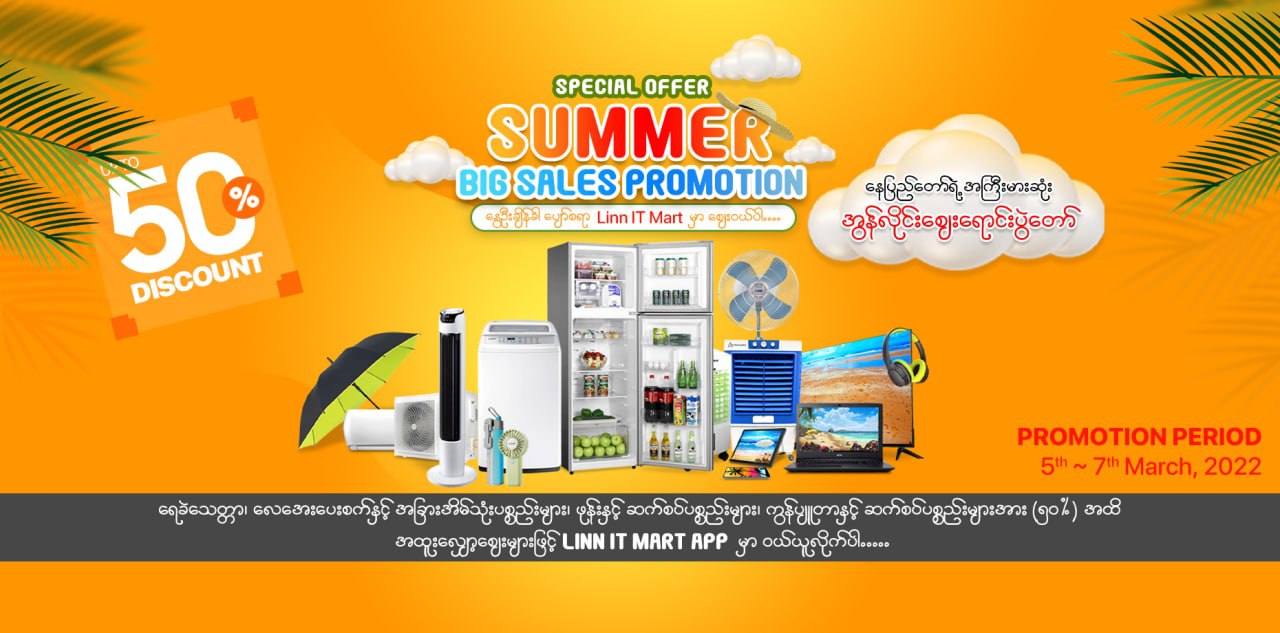 SPECIAL OFFER
SUMMER
BIG SALES PROMOTION
နွေဦးချိန်ခါ ပျော်စရာ Linn IT Mart မှာ ဈေးဝယ်ပါ....
UP TO
50%
DISCOUNT
နေပြည်တော်ရဲ့ အကြီးမားဆုံး
အွန်လိုင်းဈေးရောင်းပွဲတော်
PROMOTION PERIOD
5th ~ 7th March, 2022
ရေခဲသေတ္တာ၊ လေအေးပေးစက်နှင့် အခြားအိမ်သုံးပစ္စည်းများ၊ ဖုန်းနှင့် ဆက်စပ်ပစ္စည်းများ၊ ကွန်ပျူတာနှင့် ဆက်စပ်ပစ္စည်းများအား (၅၀%) အထိ
အထူးလျှော့ဈေးများဖြင့် LINN IT MART APP မှာ ဝယ်ယူလိုက်ပါ.....